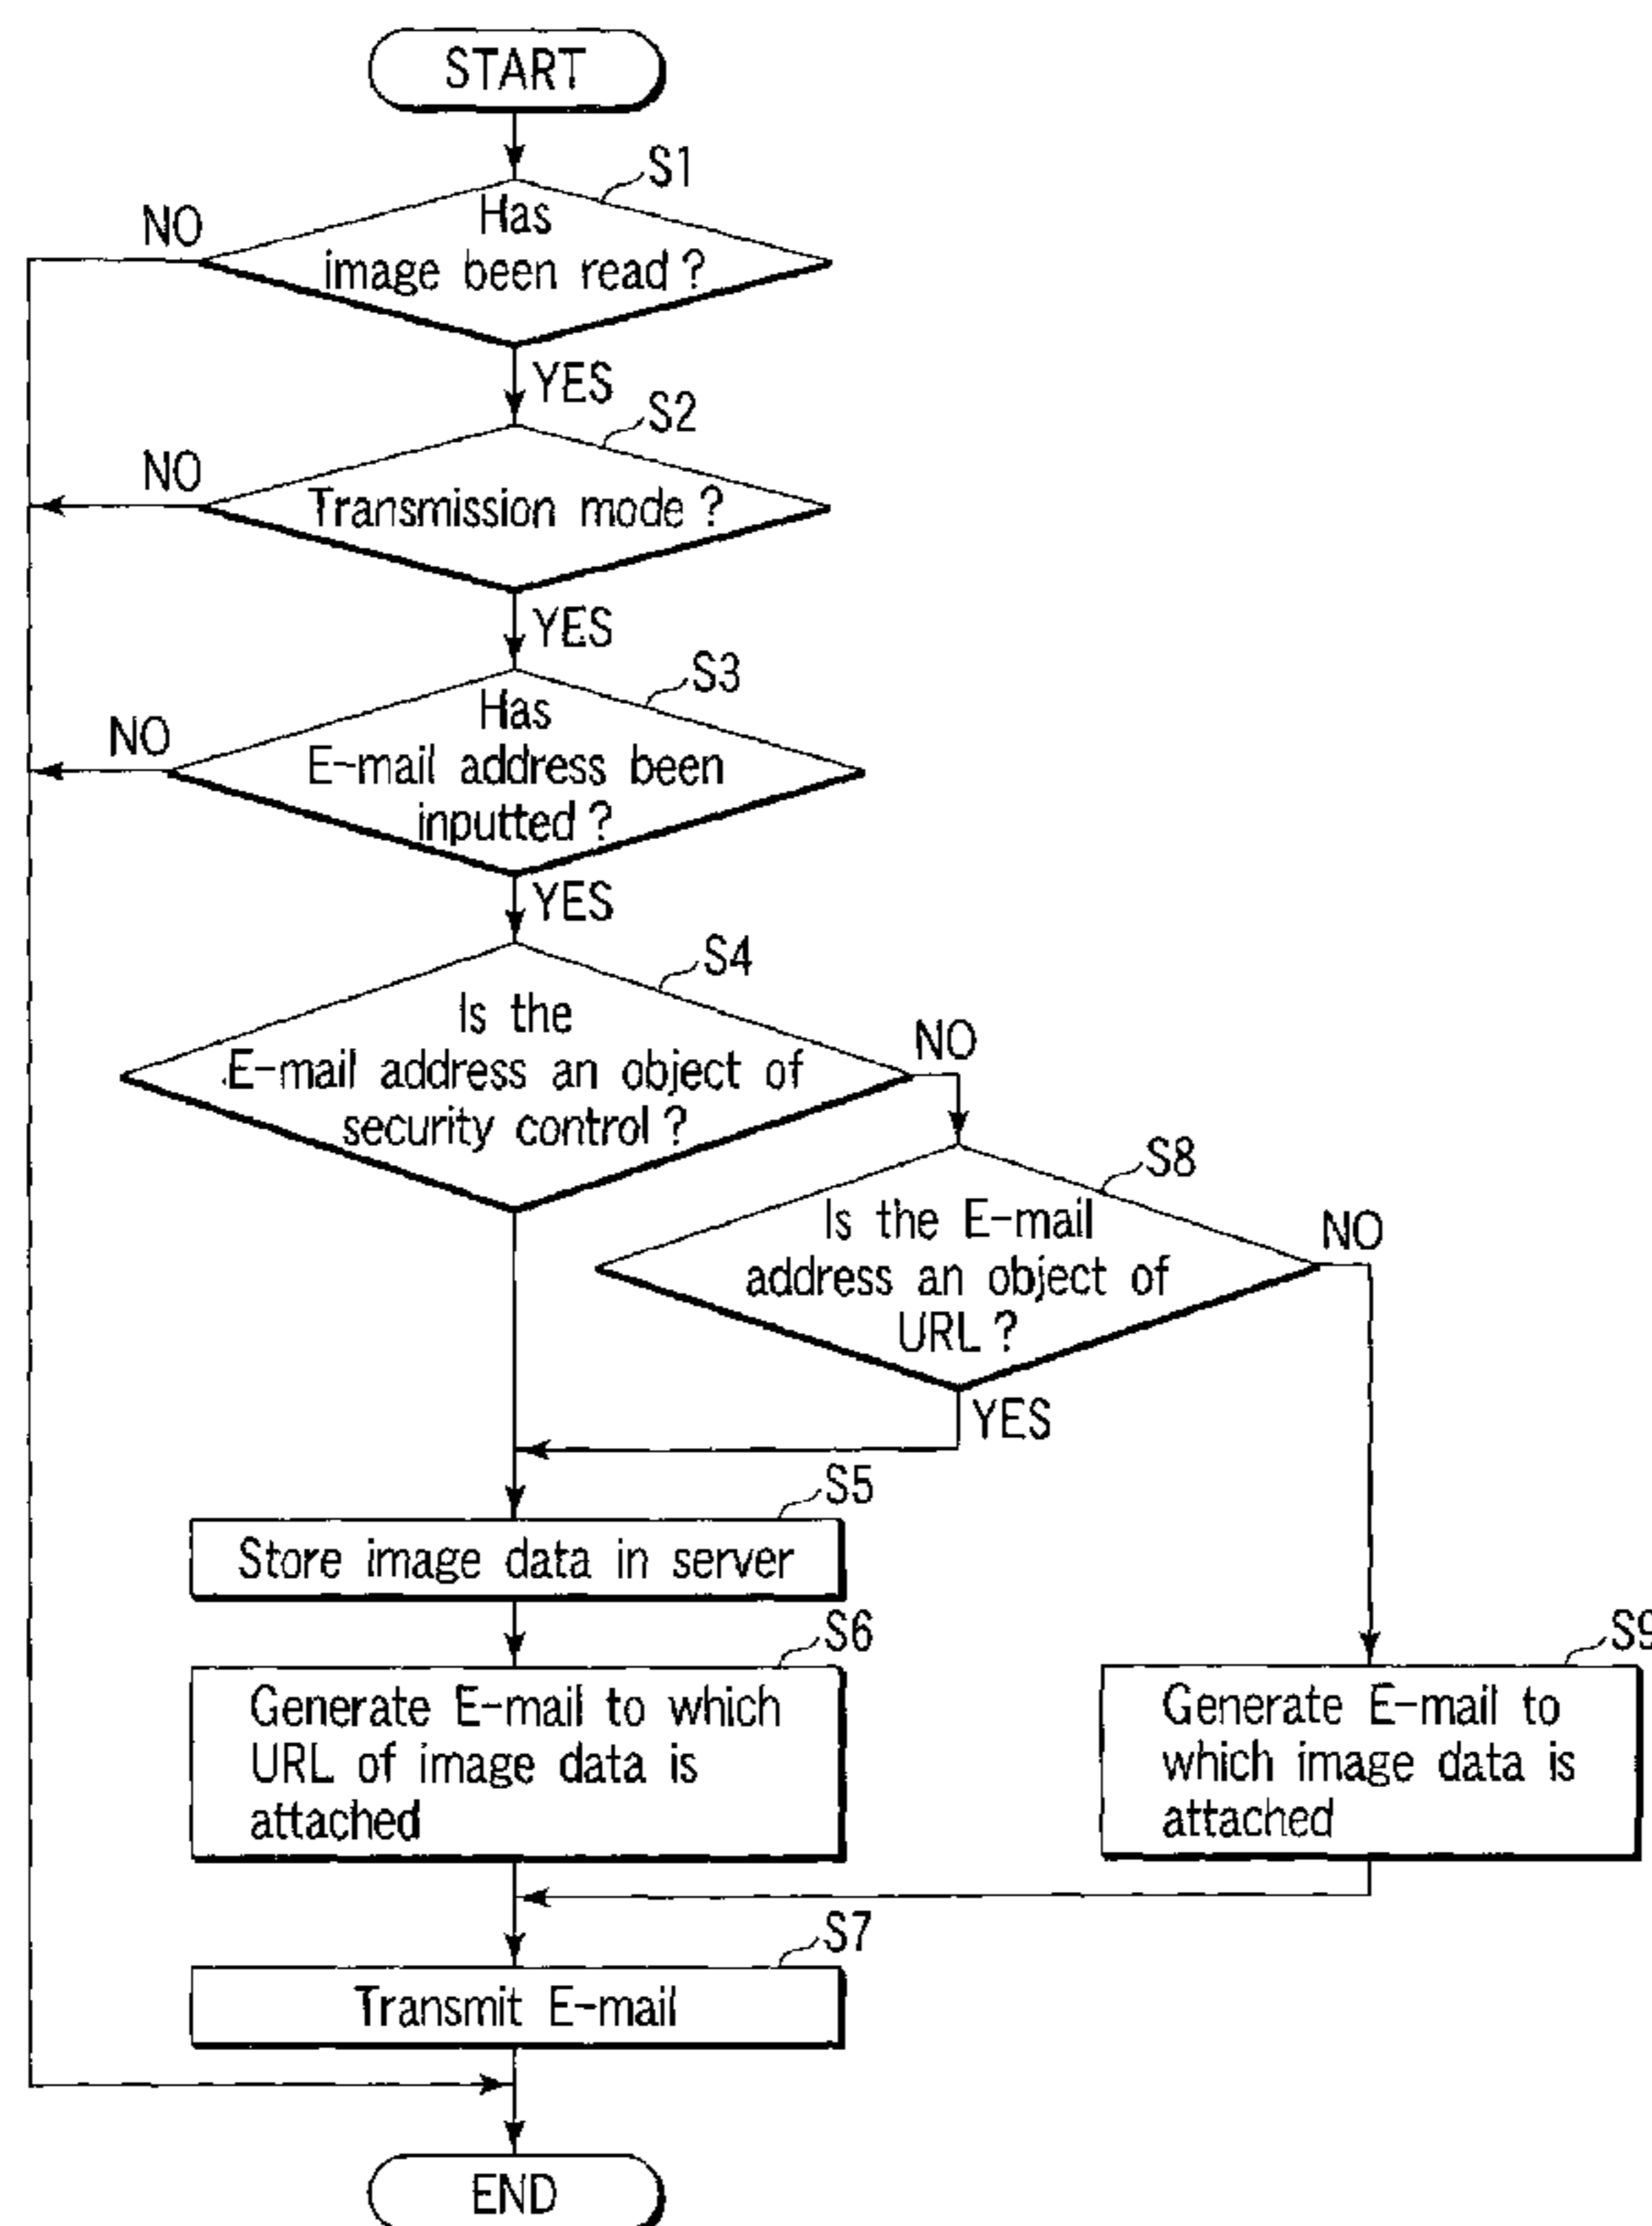 START
S1
NO
Has
image been read ?
YES
S2
NO
Transmission mode ?
YES
S3
Has
NO
E-mail address been
inputted ?
YES
S4
Is the
NO
E-mail address an object of
security control ?
S8
Is the E-mail
NO
address an object of
URL ?
YES
S5
Store image data in server
S6
S9
Generate E-mail to which
URL of image data is
attached
Generate E-mail to
which image data is
attached
S7
Transmit E-mail
END